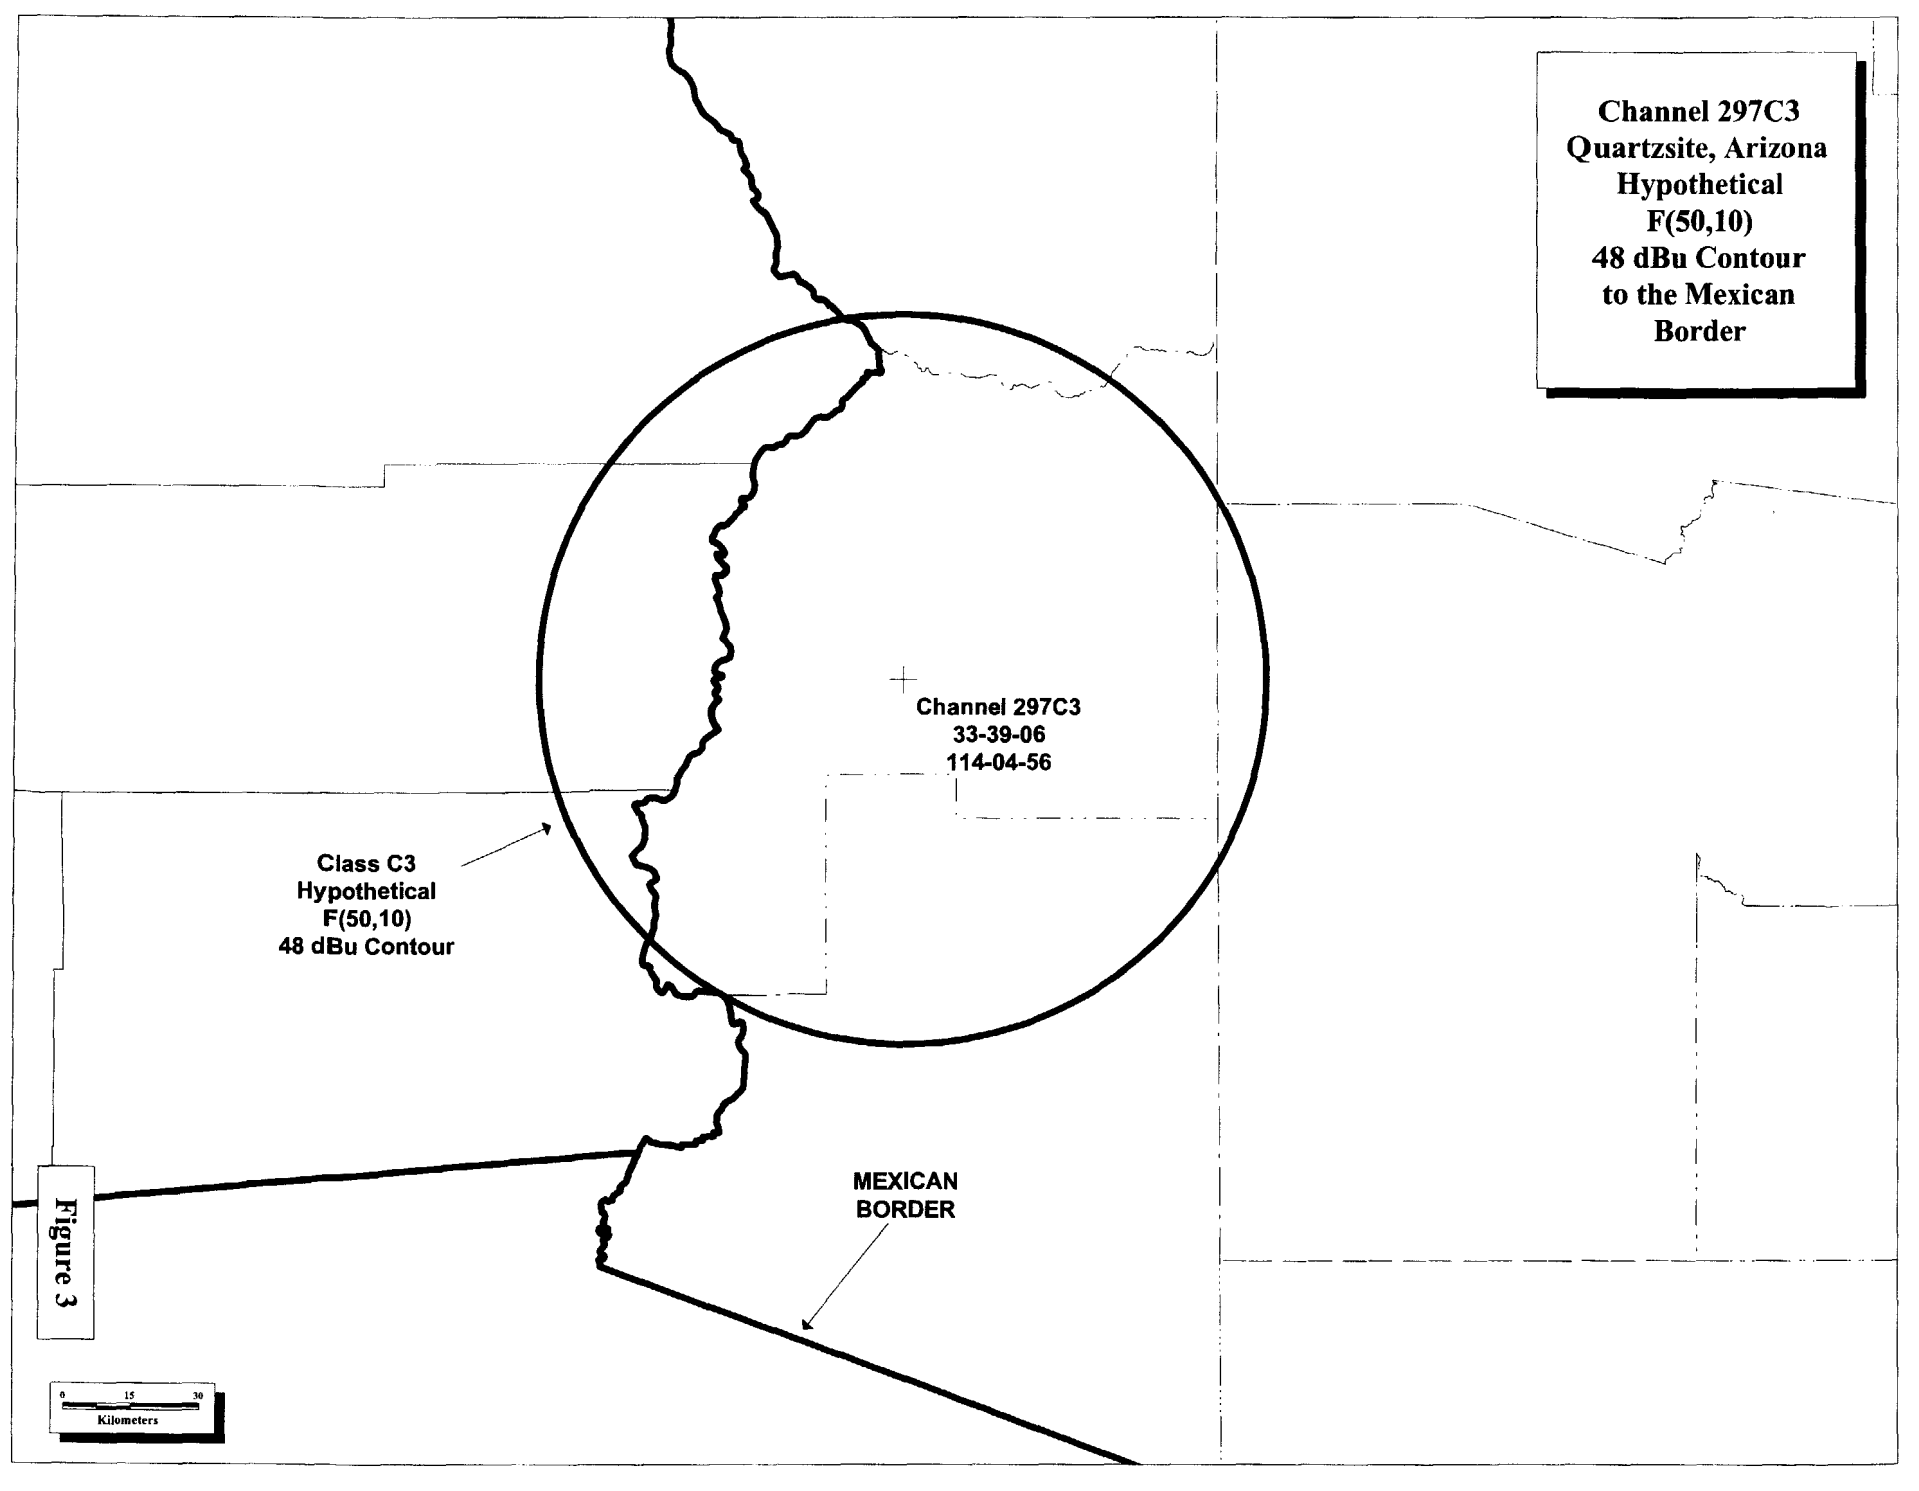 Channel 297C3
Quartzsite, Arizona
Hypothetical
F(50,10)
48 dBu Contour
to the Mexican
Border
Channel 297C3
33-39-06
114-04-56
Class C3
Hypothetical
F(50,10)
48 dBu Contour
MEXICAN
BORDER
Figure 3
0 15 30
Kilometers